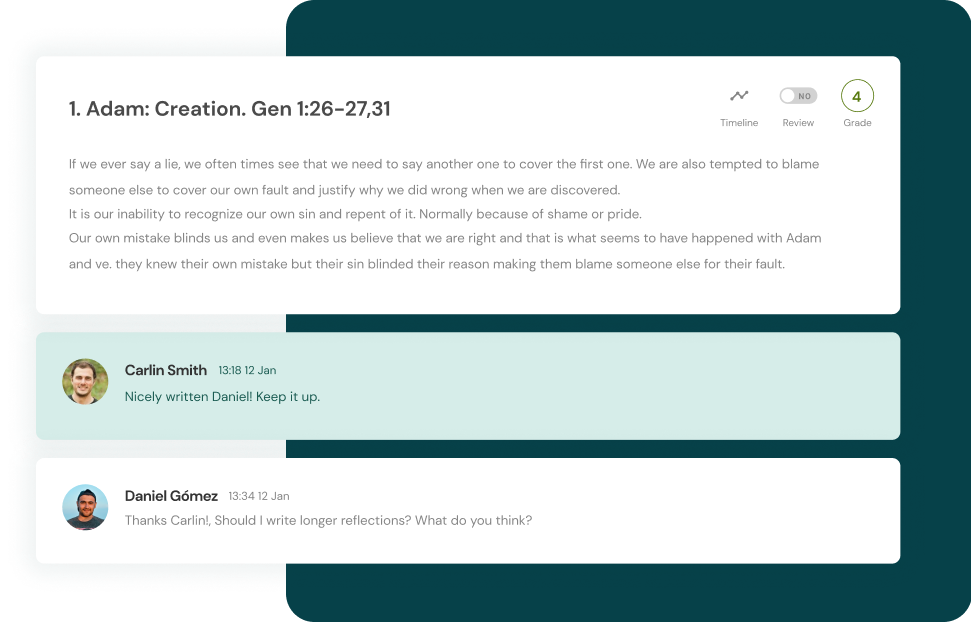 1. Adam: Creation. Gen 1:26-27,31
NO
4
Timeline
Review
Grade
If we ever say a lie, we often times see that we need to say another one to cover the first one. We are also tempted to blame
someone else to cover our own fault and justify why we did wrong when we are discovered.
It is our inability to recognize our own sin and repent of it. Normally because of shame or pride.
Our own mistake blinds us and even makes us believe that we are right and that is what seems to have happened with Adam
and ve. they knew their own mistake but their sin blinded their reason making them blame someone else for their fault.
Carlin Smith 13:18 12 Jan
Nicely written Daniel! Keep it up.
Daniel Gómez 13:34 12 Jan
Thanks Carlin!, Should I write longer reflections? What do you think?